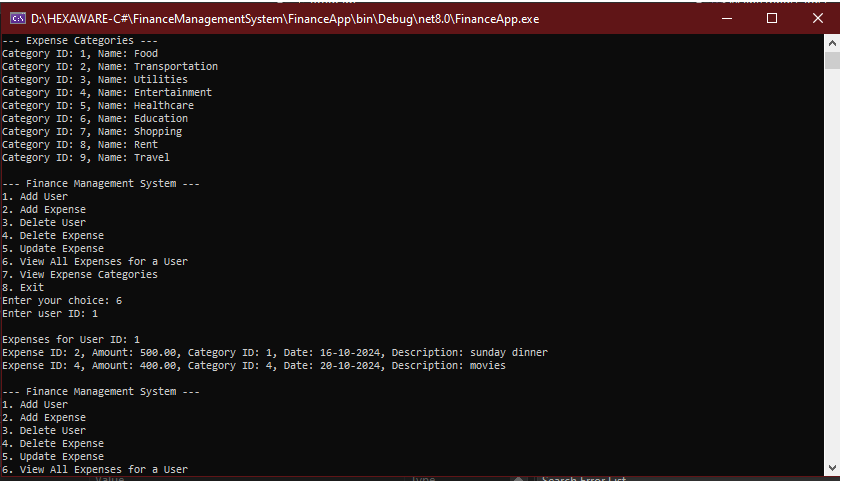 D:\HEXAWARE-C#\FinanceManagementSystem\FinanceApp\bin\Debug\net8.0\FinanceApp.exe
--- Expense Categories ---
Category ID: 1, Name: Food
Category ID: 2, Name: Transportation
Category ID: 3, Name: Utilities
Category ID: 4, Name: Entertainment
Category ID: 5, Name: Healthcare
Category ID: 6, Name: Education
Category ID: 7, Name: Shopping
Category ID: 8, Name: Rent
Category ID: 9, Name: Travel
--- Finance Management System ---
1. Add User
2. Add Expense
3. Delete User
4. Delete Expense
5. Update Expense
6. View All Expenses for a User
7. View Expense Categories
8. Exit
Enter your choice: 6
Enter user ID: 1
Expenses for User ID: 1
Expense ID: 2, Amount: 500.00, Category ID: 1, Date: 16-10-2024, Description: sunday dinner
Expense ID: 4, Amount: 400.00, Category ID: 4, Date: 20-10-2024, Description: movies
--- Finance Management System ---
1. Add User
2. Add Expense
3. Delete User
4. Delete Expense
5. Update Expense
6. View All Expenses for a User
Value Type Search Error List